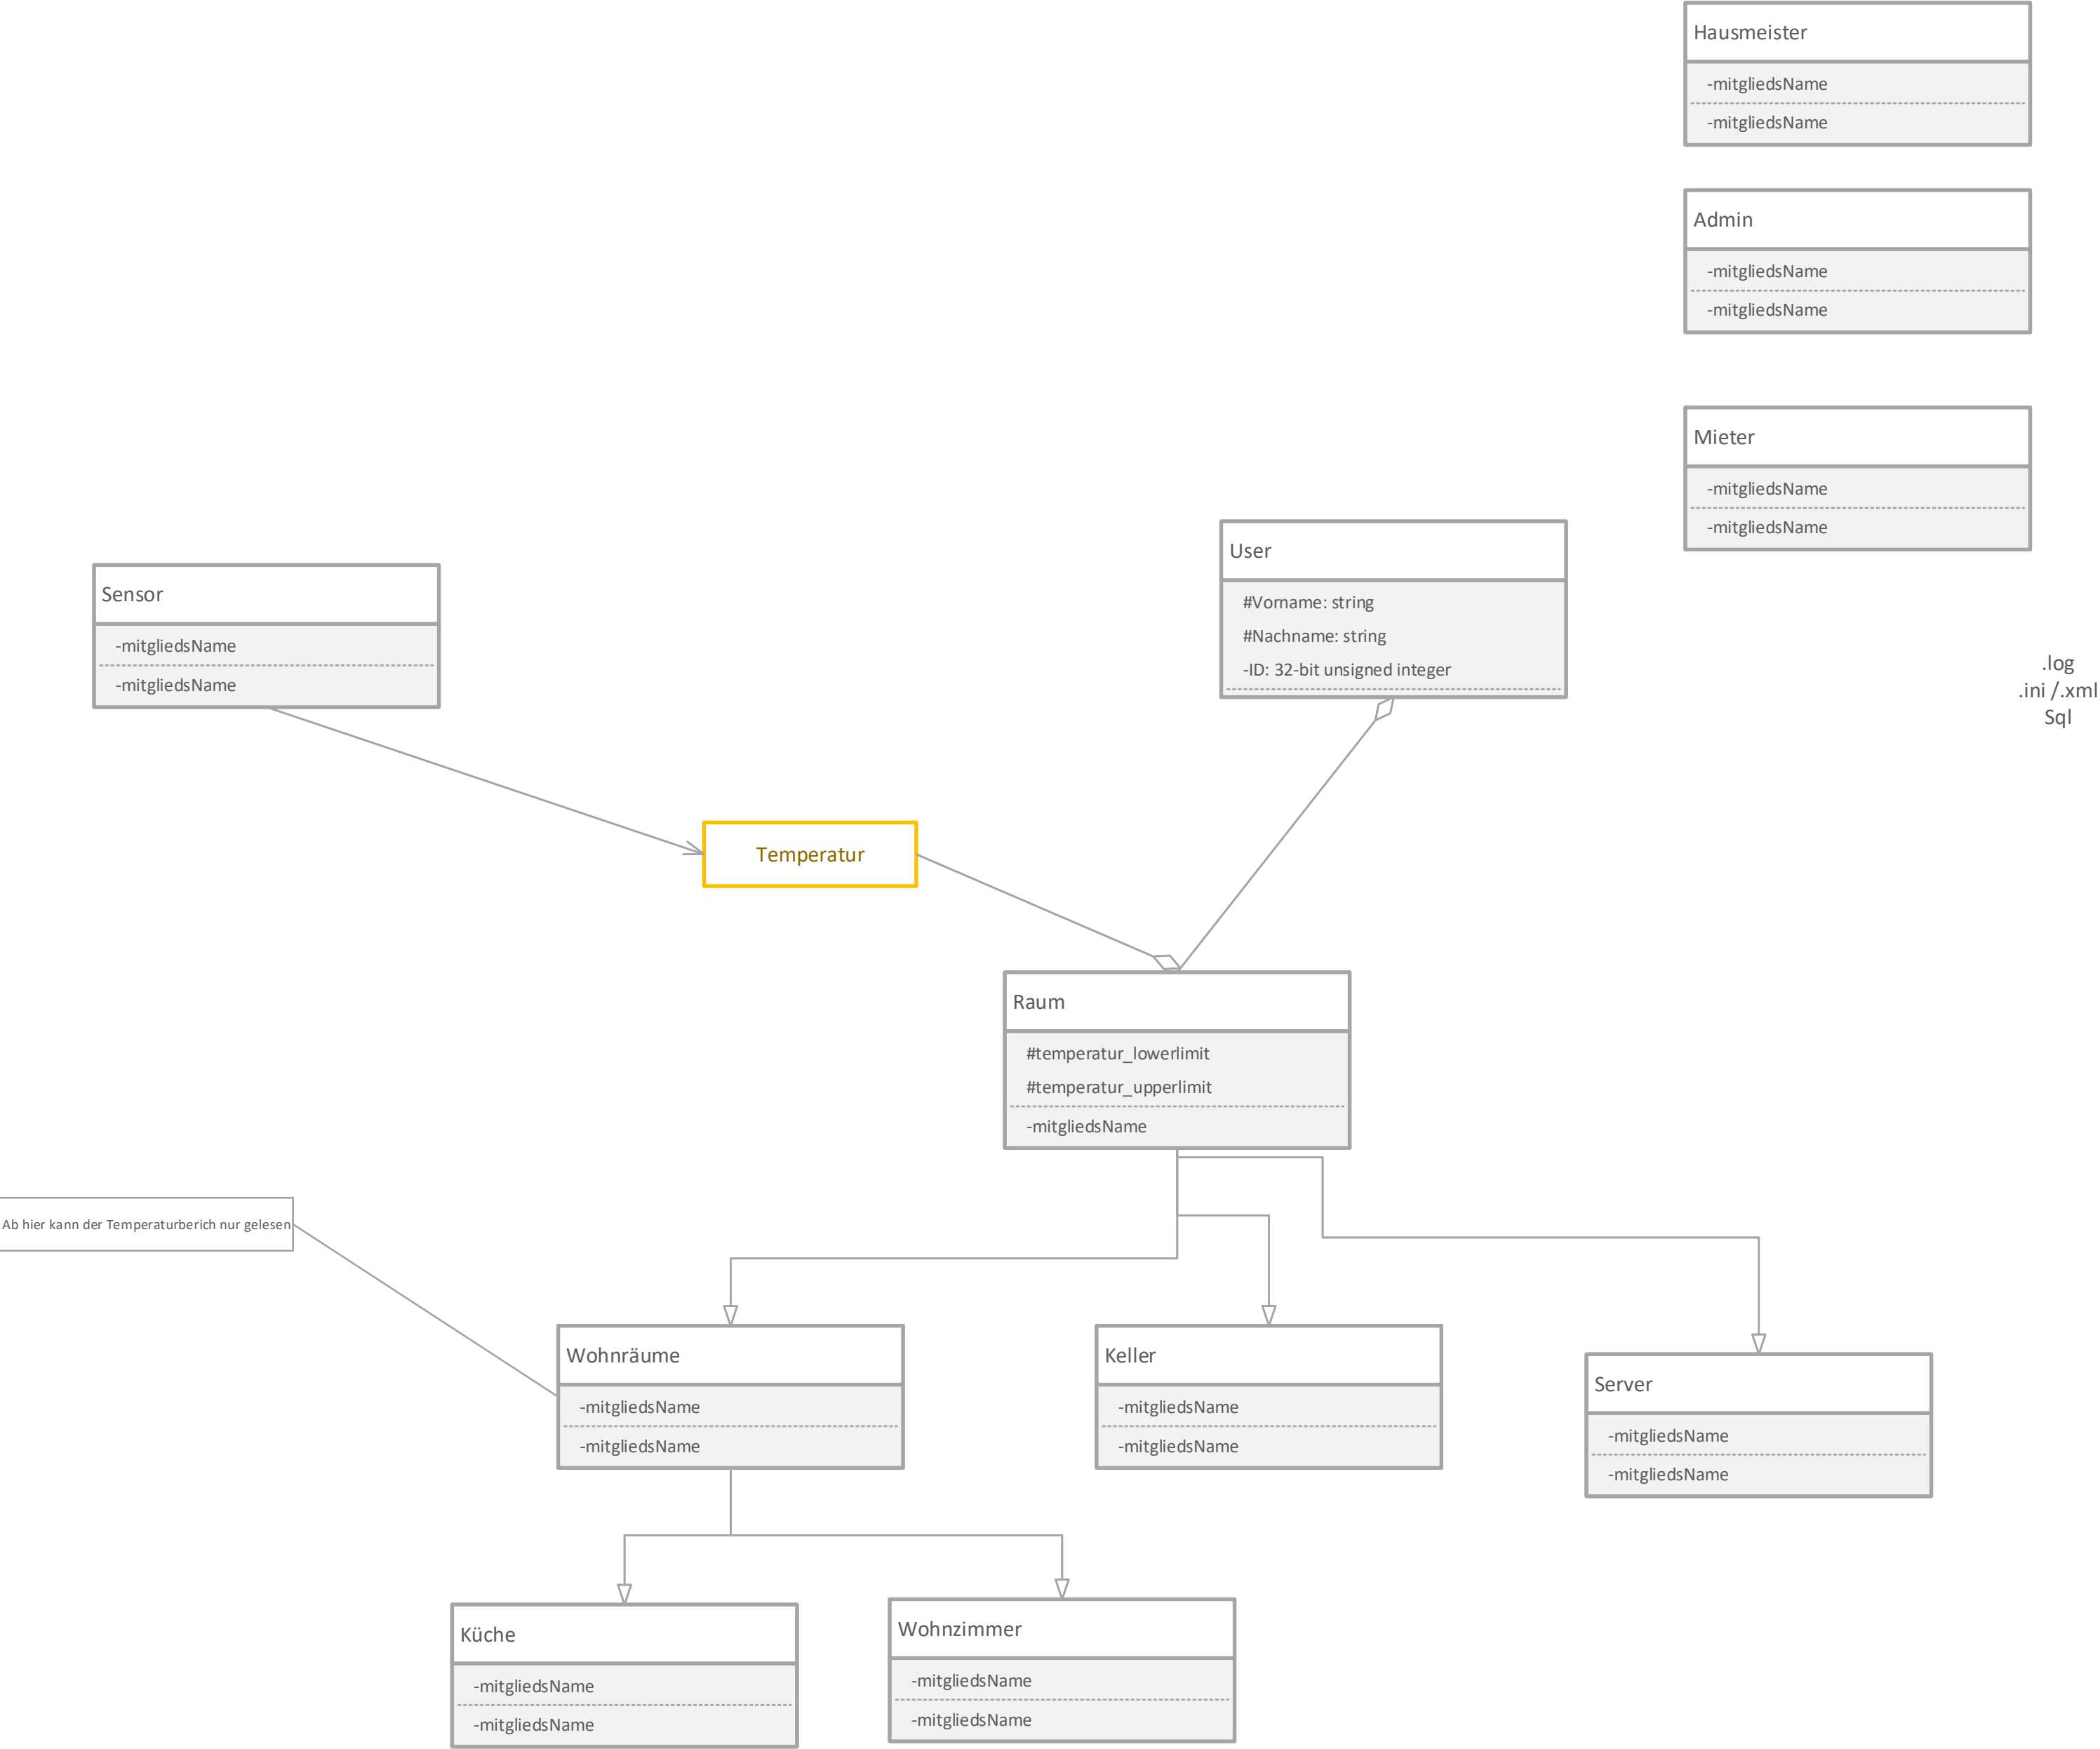 Hausmeister
-mitgliedsName
-mitgliedsName
Admin
-mitgliedsName
-mitgliedsName
Mieter
-mitgliedsName
-mitgliedsName
User
#Vorname: string
#Nachname: string
-ID: 32-bit unsigned integer
Sensor
-mitgliedsName
-mitgliedsName
.log
.ini /.xml
Sql
Temperatur
Raum
#temperatur_lowerlimit
#temperatur_upperlimit
-mitgliedsName
Ab hier kann der Temperaturberich nur gelesen
Wohnräume
-mitgliedsName
-mitgliedsName
Keller
-mitgliedsName
-mitgliedsName
Server
-mitgliedsName
-mitgliedsName
Küche
-mitgliedsName
-mitgliedsName
Wohnzimmer
-mitgliedsName
-mitgliedsName